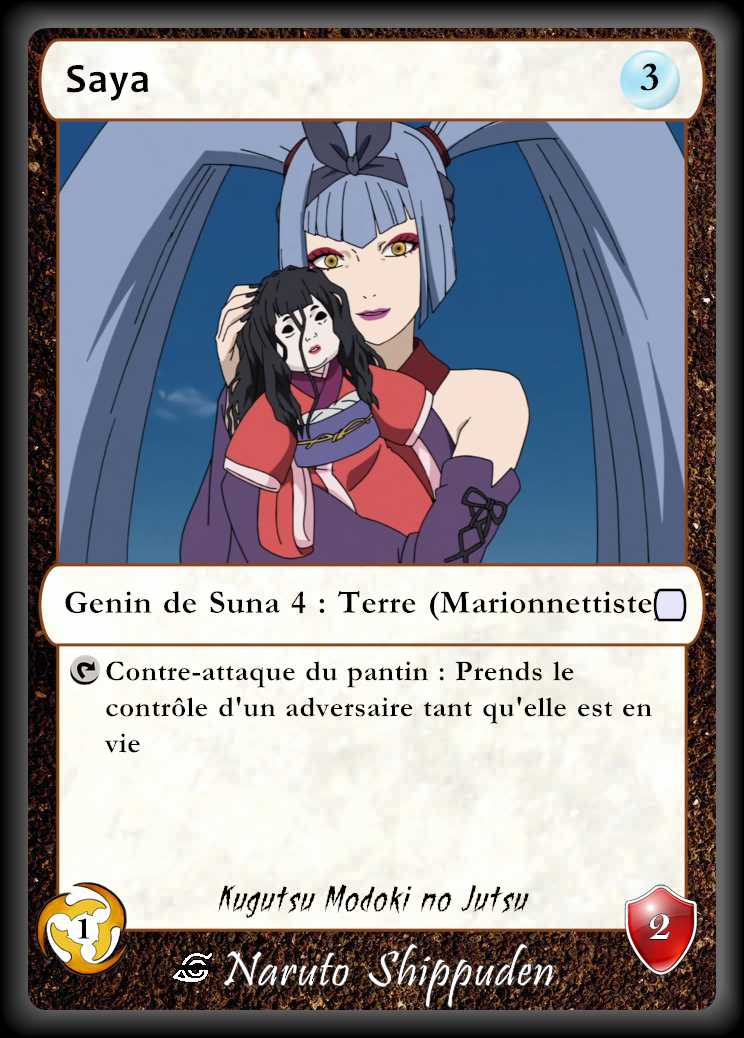 Saya
3
Genin de Suna 4 : Terre (Marionnettiste)
Contre-attaque du pantin : Prends le
contrôle d'un adversaire tant qu'elle est en
vie
Kugutsu Modoki no Jutsu
1
2
Naruto Shippuden